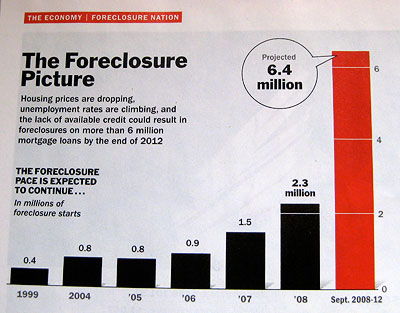 THE ECONOMY | FORECLOSURE NATION
The Foreclosure
Picture
Housing prices are dropping,
unemployment rates are climbing, and
the lack of available credit could result in
foreclosures on more than 6 million
mortgage loans by the end of 2012
THE FORECLOSURE
PACE IS EXPECTED
TO CONTINUE...
In millions of
foreclosure starts
Projected
6.4
million
0.4
0.8
0.8
0.9
1.5
2.3
million
6
4
2
0
1999
2004
'05
'06
'07
'08
Sept. 2008-12